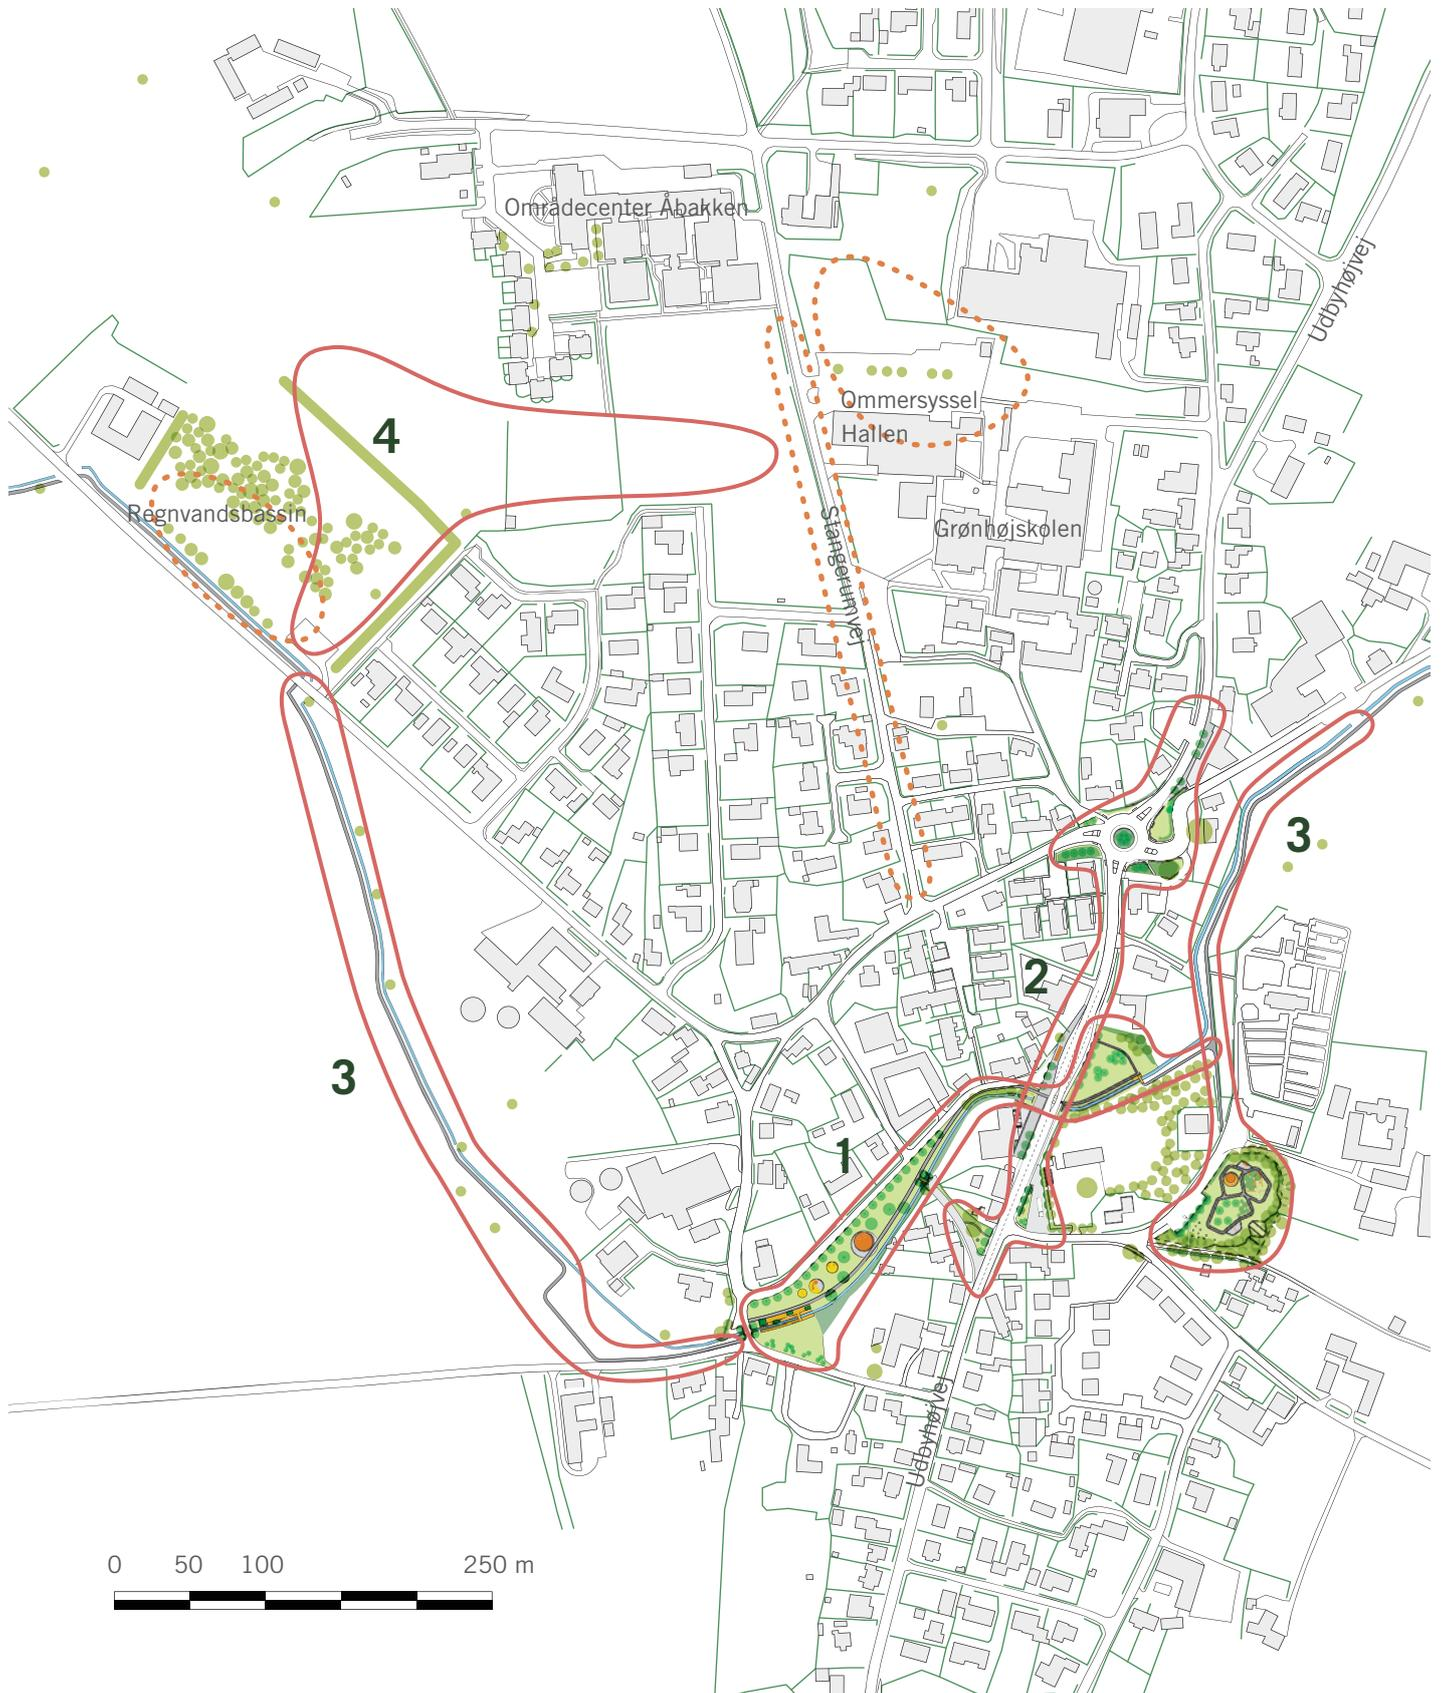 Områdecenter Åbakken
Udbyhøjvej
Ommersyssel
Hallen
4
Regnvandsbassin
Grønhøjskolen
Stangerumvej
3
2
3
1
Udbyhøjvej
0 50 100 250 m